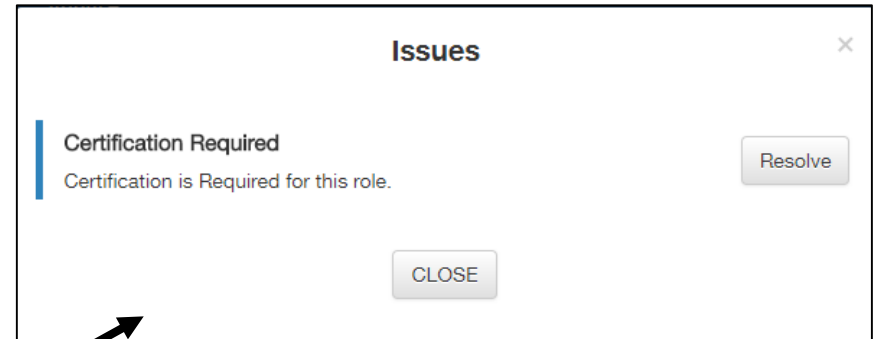 Issues
×
Certification Required
Certification is Required for this role.
Resolve
CLOSE